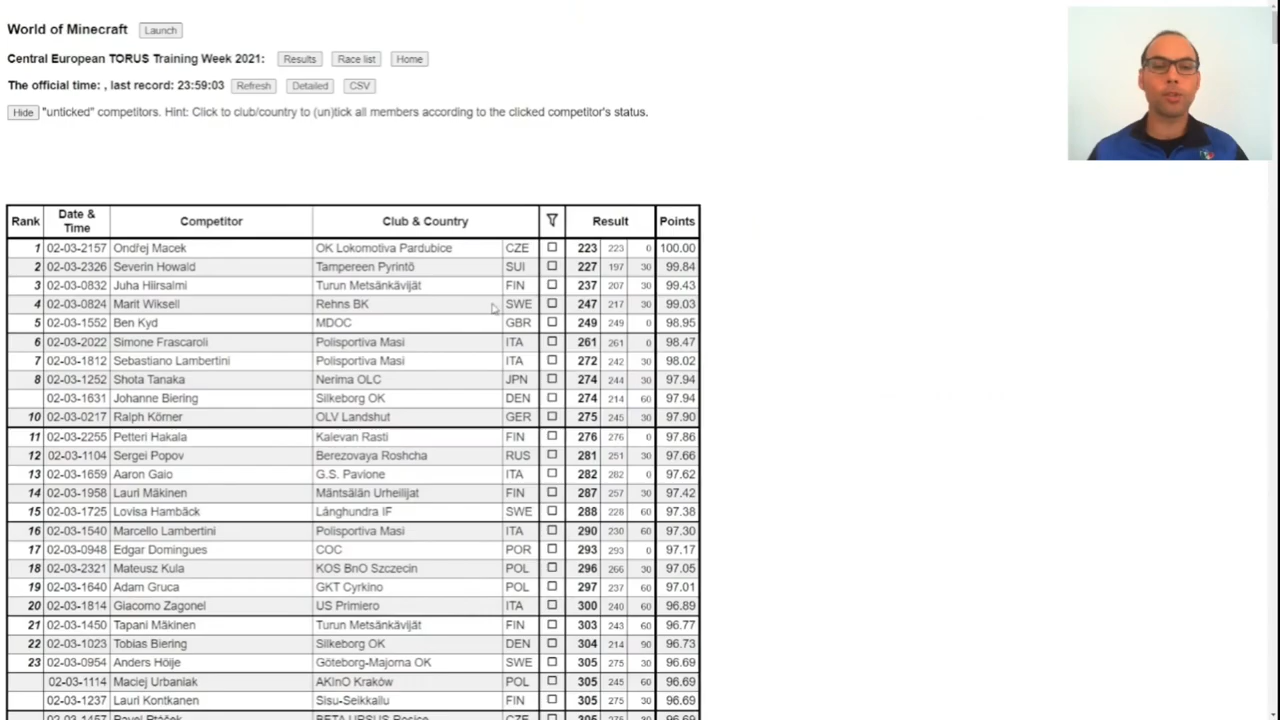 World of Minecraft Launch
Central European TORUS Training Week 2021: Results Race list Home
The official time: , last record: 23:59:03 Refresh Detailed CSV
Hide "unticked" competitors. Hint: Click to club/country to (un)tick all members according to the clicked competitor's status.
Rank Date & Time Competitor Club & Country Result Points
1 02-03-2157 Ondřej Macek OK Lokomotiva Pardubice CZE 223 223 0 100.00
2 02-03-2326 Severin Howald Tampereen Pyrintö SUI 227 197 30 99.84
3 02-03-0832 Juha Hiirsalmi Turun Metsänkävijät FIN 237 207 30 99.43
4 02-03-0824 Marit Wiksell Rehns BK SWE 247 217 30 99.03
5 02-03-1552 Ben Kyd MDOC GBR 249 249 0 98.95
6 02-03-2022 Simone Frascaroli Polisportiva Masi ITA 261 261 0 98.47
7 02-03-1812 Sebastiano Lambertini Polisportiva Masi ITA 272 242 30 98.02
8 02-03-1252 Shota Tanaka Nerima OLC JPN 274 244 30 97.94
02-03-1631 Johanne Biering Silkeborg OK DEN 274 214 60 97.94
10 02-03-0217 Ralph Körner OLV Landshut GER 275 245 30 97.90
11 02-03-2255 Petteri Hakala Kalevan Rasti FIN 276 276 0 97.86
12 02-03-1104 Sergei Popov Berezovaya Roshcha RUS 281 251 30 97.66
13 02-03-1659 Aaron Gaio G.S. Pavione ITA 282 282 0 97.62
14 02-03-1958 Lauri Mäkinen Mäntsälän Urheilijat FIN 287 257 30 97.42
15 02-03-1725 Lovisa Hambäck Långhundra IF SWE 288 228 60 97.38
16 02-03-1540 Marcello Lambertini Polisportiva Masi ITA 290 230 60 97.30
17 02-03-0948 Edgar Domingues COC POR 293 293 0 97.17
18 02-03-2321 Mateusz Kula KOS BnO Szczecin POL 296 266 30 97.05
19 02-03-1640 Adam Gruca GKT Cyrkino POL 297 237 60 97.01
20 02-03-1814 Giacomo Zagonel US Primiero ITA 300 240 60 96.89
21 02-03-1450 Tapani Mäkinen Turun Metsänkävijät FIN 303 243 60 96.77
22 02-03-1023 Tobias Biering Silkeborg OK DEN 304 214 90 96.73
23 02-03-0954 Anders Höije Göteborg-Majorna OK SWE 305 275 30 96.69
02-03-1114 Maciej Urbaniak AKInO Kraków POL 305 245 60 96.69
02-03-1237 Lauri Kontkanen Sisu-Seikkailu FIN 305 275 30 96.69
02-03-1457 Pavel Ptáček BETA URSUS Rosice CZE 305 275 30 96.69